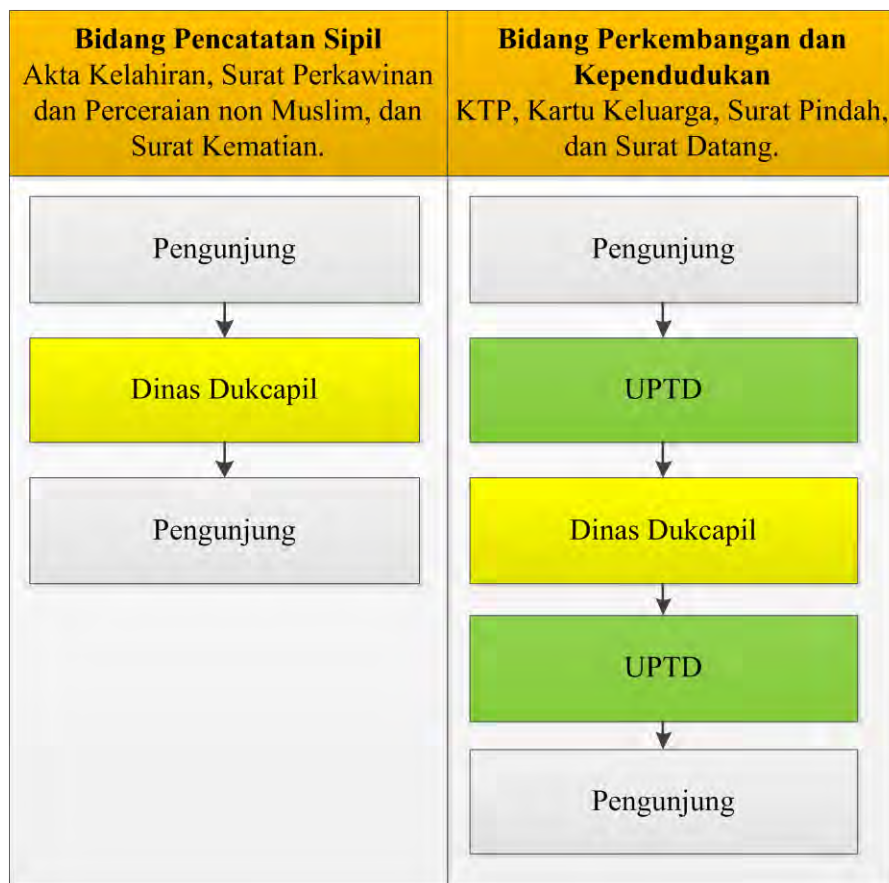 Bidang Pencatatan Sipil
Akta Kelahiran, Surat Perkawinan
dan Perceraian non Muslim, dan
Surat Kematian.
Pengunjung
Dinas Dukcapil
Pengunjung
Bidang Perkembangan dan
Kependudukan
KTP, Kartu Keluarga, Surat Pindah,
dan Surat Datang.
Pengunjung
UPTD
Dinas Dukcapil
UPTD
Pengunjung